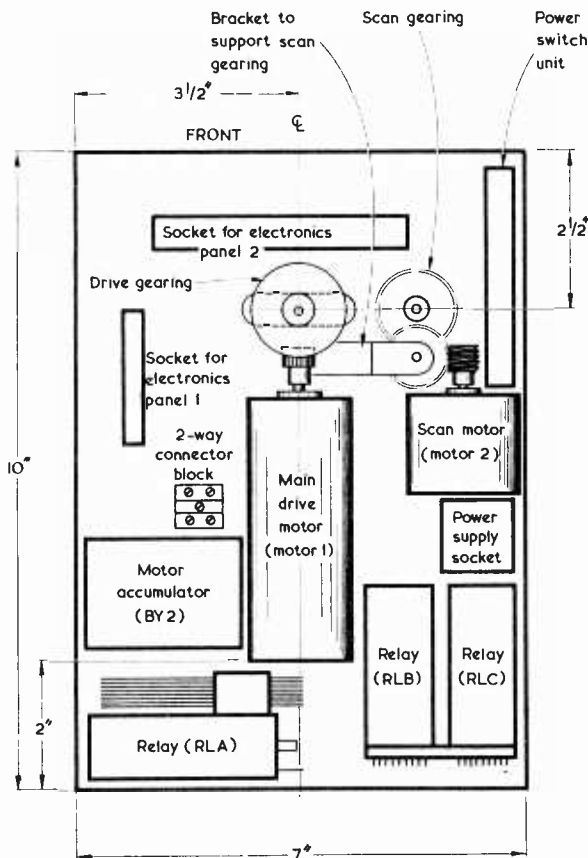 Bracket to
support scan
gearing
Scan gearing
Power
switch
unit
3 1/2"
℄
FRONT
2 1/2"
Socket for electronics
panel 2
Drive gearing
Socket for
electronics
panel 1
Scan motor
(motor 2)
2-way
connector
block
10"
Main
drive
motor
(motor 1)
Power
supply
socket
Motor
accumulator
(BY2)
Relay
(RLB)
Relay
(RLC)
2"
Relay (RLA)
7"